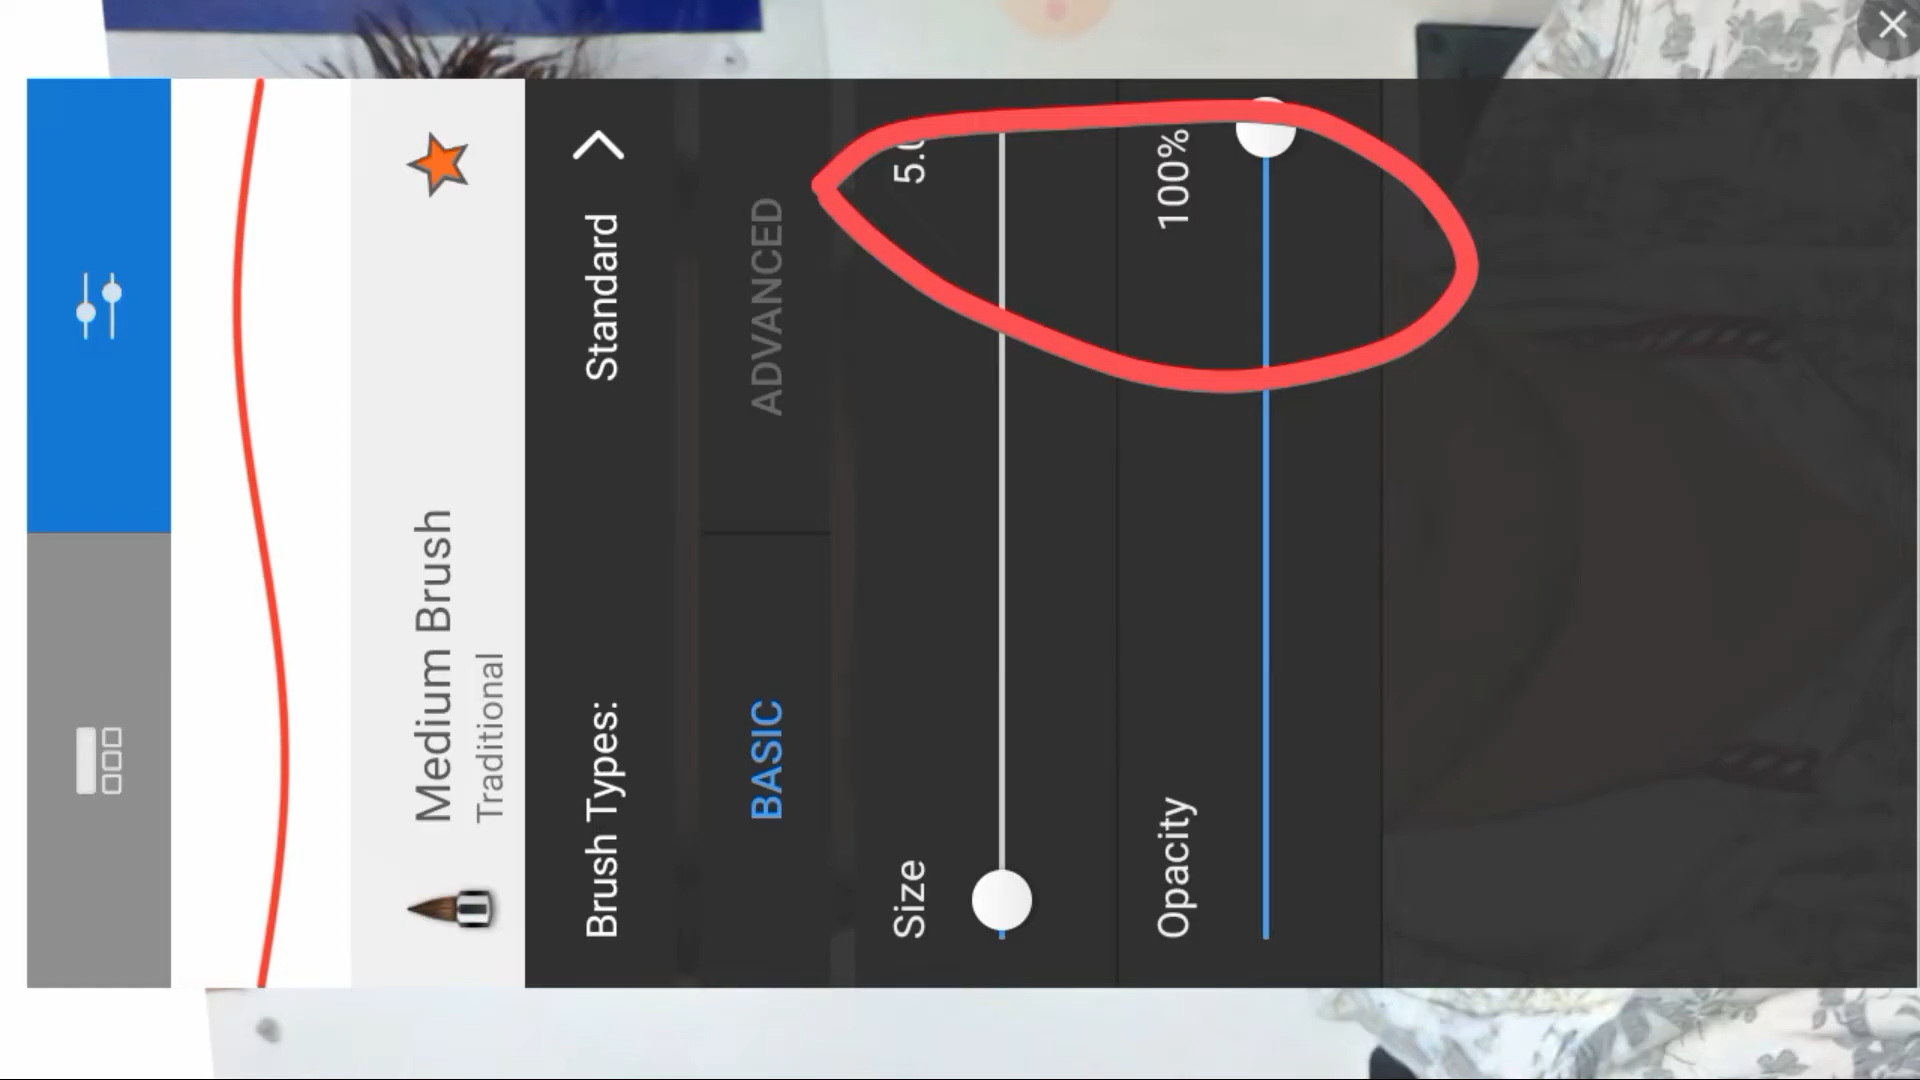 Medium Brush
Traditional
Brush Types: Standard
BASIC ADVANCED
Size
Opacity 100%